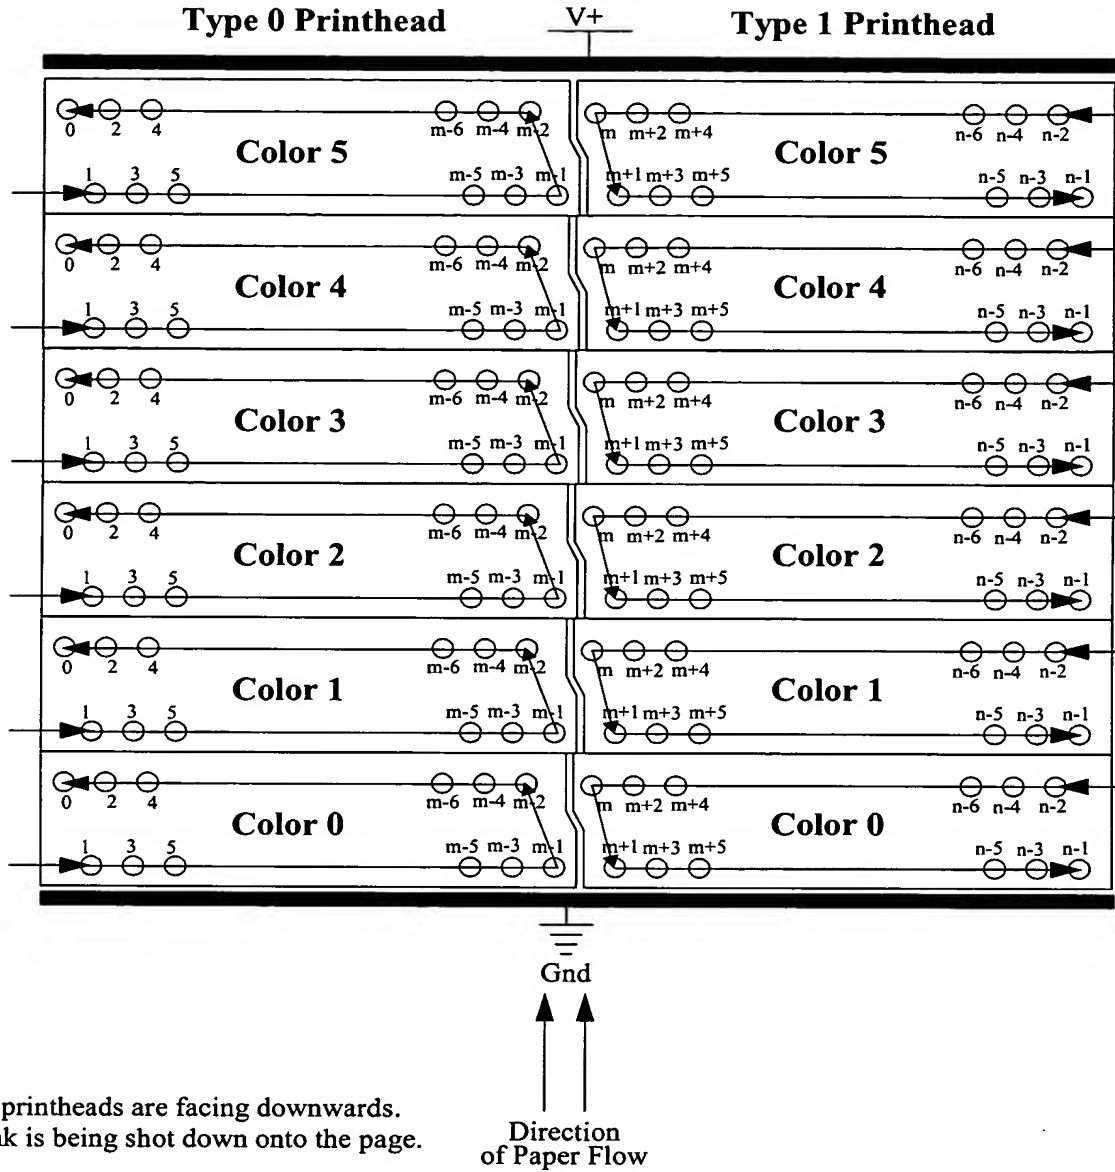 Type 0 Printhead V+ Type 1 Printhead
0 2 4 m-6 m-4 m-2 m m+2 m+4 n-6 n-4 n-2
Color 5 Color 5
1 3 5 m-5 m-3 m-1 m+1 m+3 m+5 n-5 n-3 n-1
0 2 4 m-6 m-4 m-2 m m+2 m+4 n-6 n-4 n-2
Color 4 Color 4
1 3 5 m-5 m-3 m-1 m+1 m+3 m+5 n-5 n-3 n-1
0 2 4 m-6 m-4 m-2 m m+2 m+4 n-6 n-4 n-2
Color 3 Color 3
1 3 5 m-5 m-3 m-1 m+1 m+3 m+5 n-5 n-3 n-1
0 2 4 m-6 m-4 m-2 m m+2 m+4 n-6 n-4 n-2
Color 2 Color 2
1 3 5 m-5 m-3 m-1 m+1 m+3 m+5 n-5 n-3 n-1
0 2 4 m-6 m-4 m-2 m m+2 m+4 n-6 n-4 n-2
Color 1 Color 1
1 3 5 m-5 m-3 m-1 m+1 m+3 m+5 n-5 n-3 n-1
0 2 4 m-6 m-4 m-2 m m+2 m+4 n-6 n-4 n-2
Color 0 Color 0
1 3 5 m-5 m-3 m-1 m+1 m+3 m+5 n-5 n-3 n-1
Gnd
printheads are facing downwards.
is being shot down onto the page.
Direction
of Paper Flow